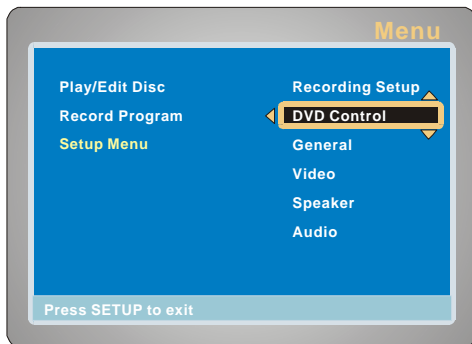 Menu
Play/Edit Disc
Record Program
Setup Menu
Recording Setup
DVD Control
General
Video
Speaker
Audio
Press SETUP to exit